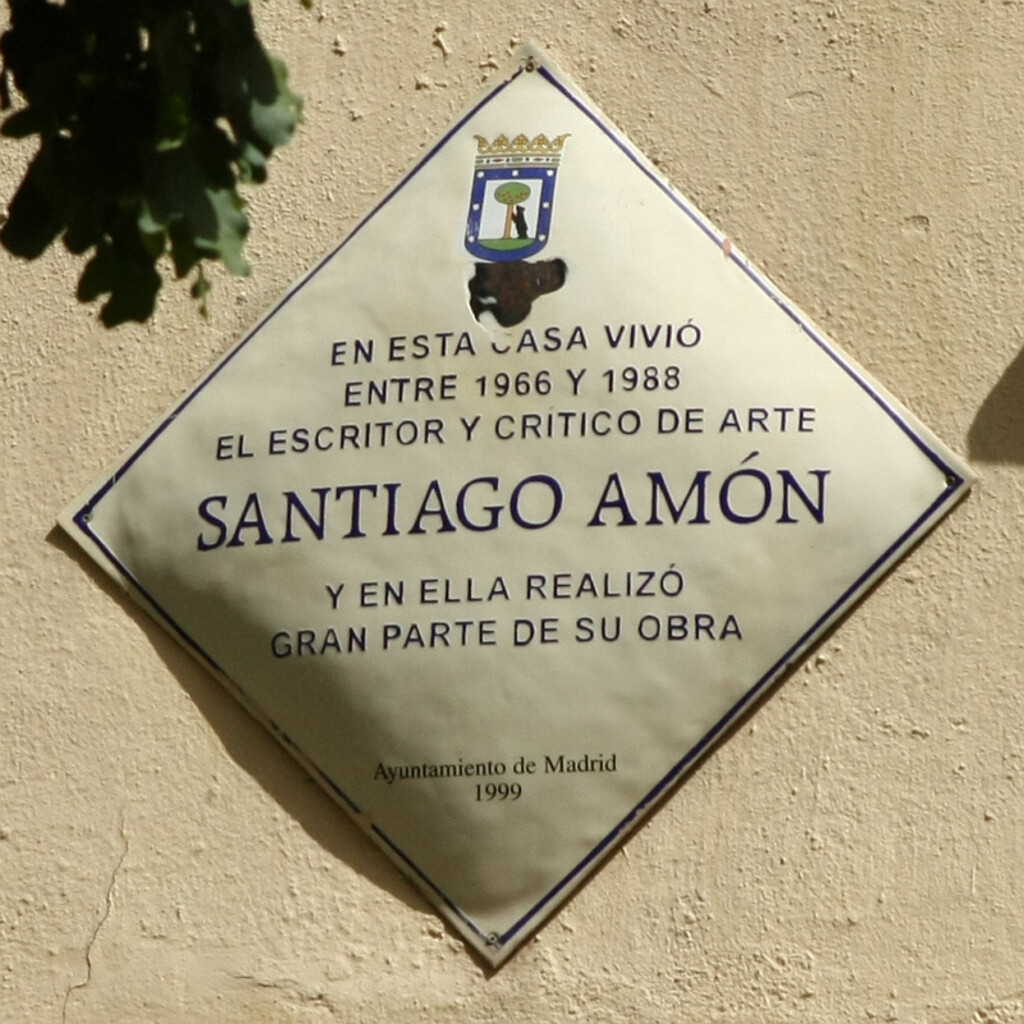 EN ESTA CASA VIVIÓ
ENTRE 1966 Y 1988
EL ESCRITOR Y CRÍTICO DE ARTE
SANTIAGO AMÓN
Y EN ELLA REALIZÓ
GRAN PARTE DE SU OBRA
Ayuntamiento de Madrid
1999